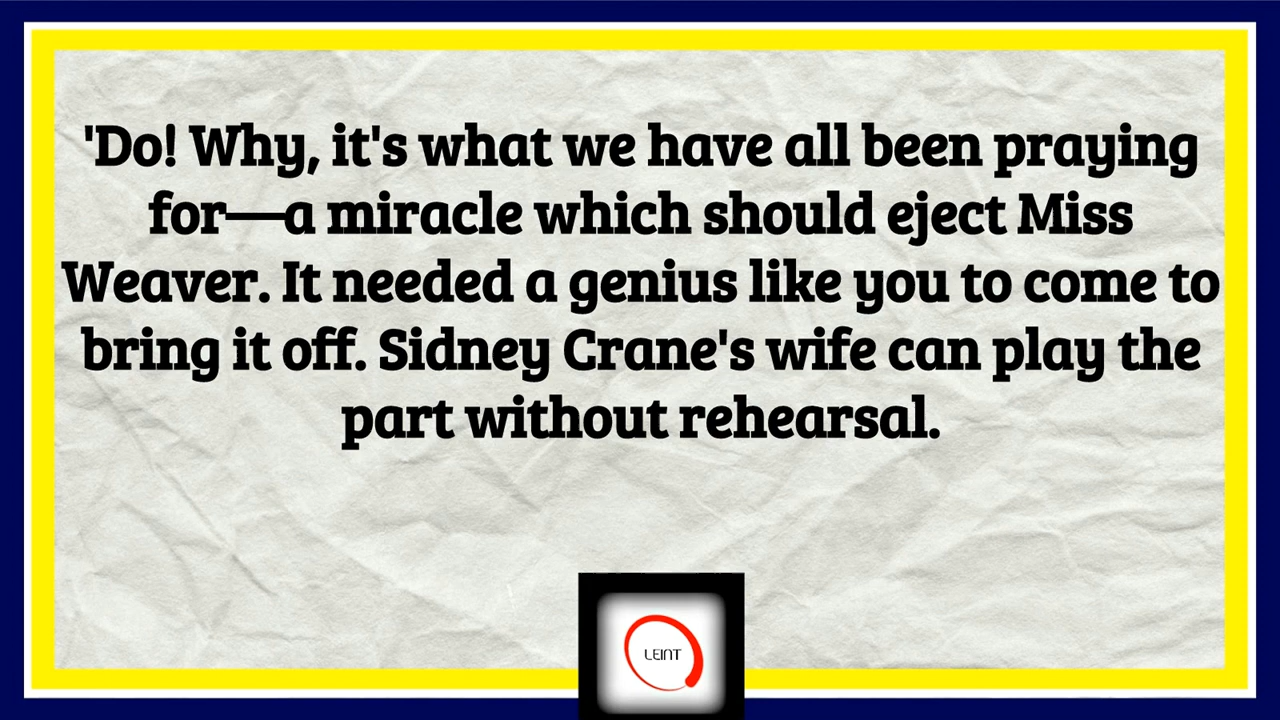 'Do! Why, it's what we have all been praying
for—a miracle which should eject Miss
Weaver. It needed a genius like you to come to
bring it off. Sidney Crane's wife can play the
part without rehearsal.
LEINT